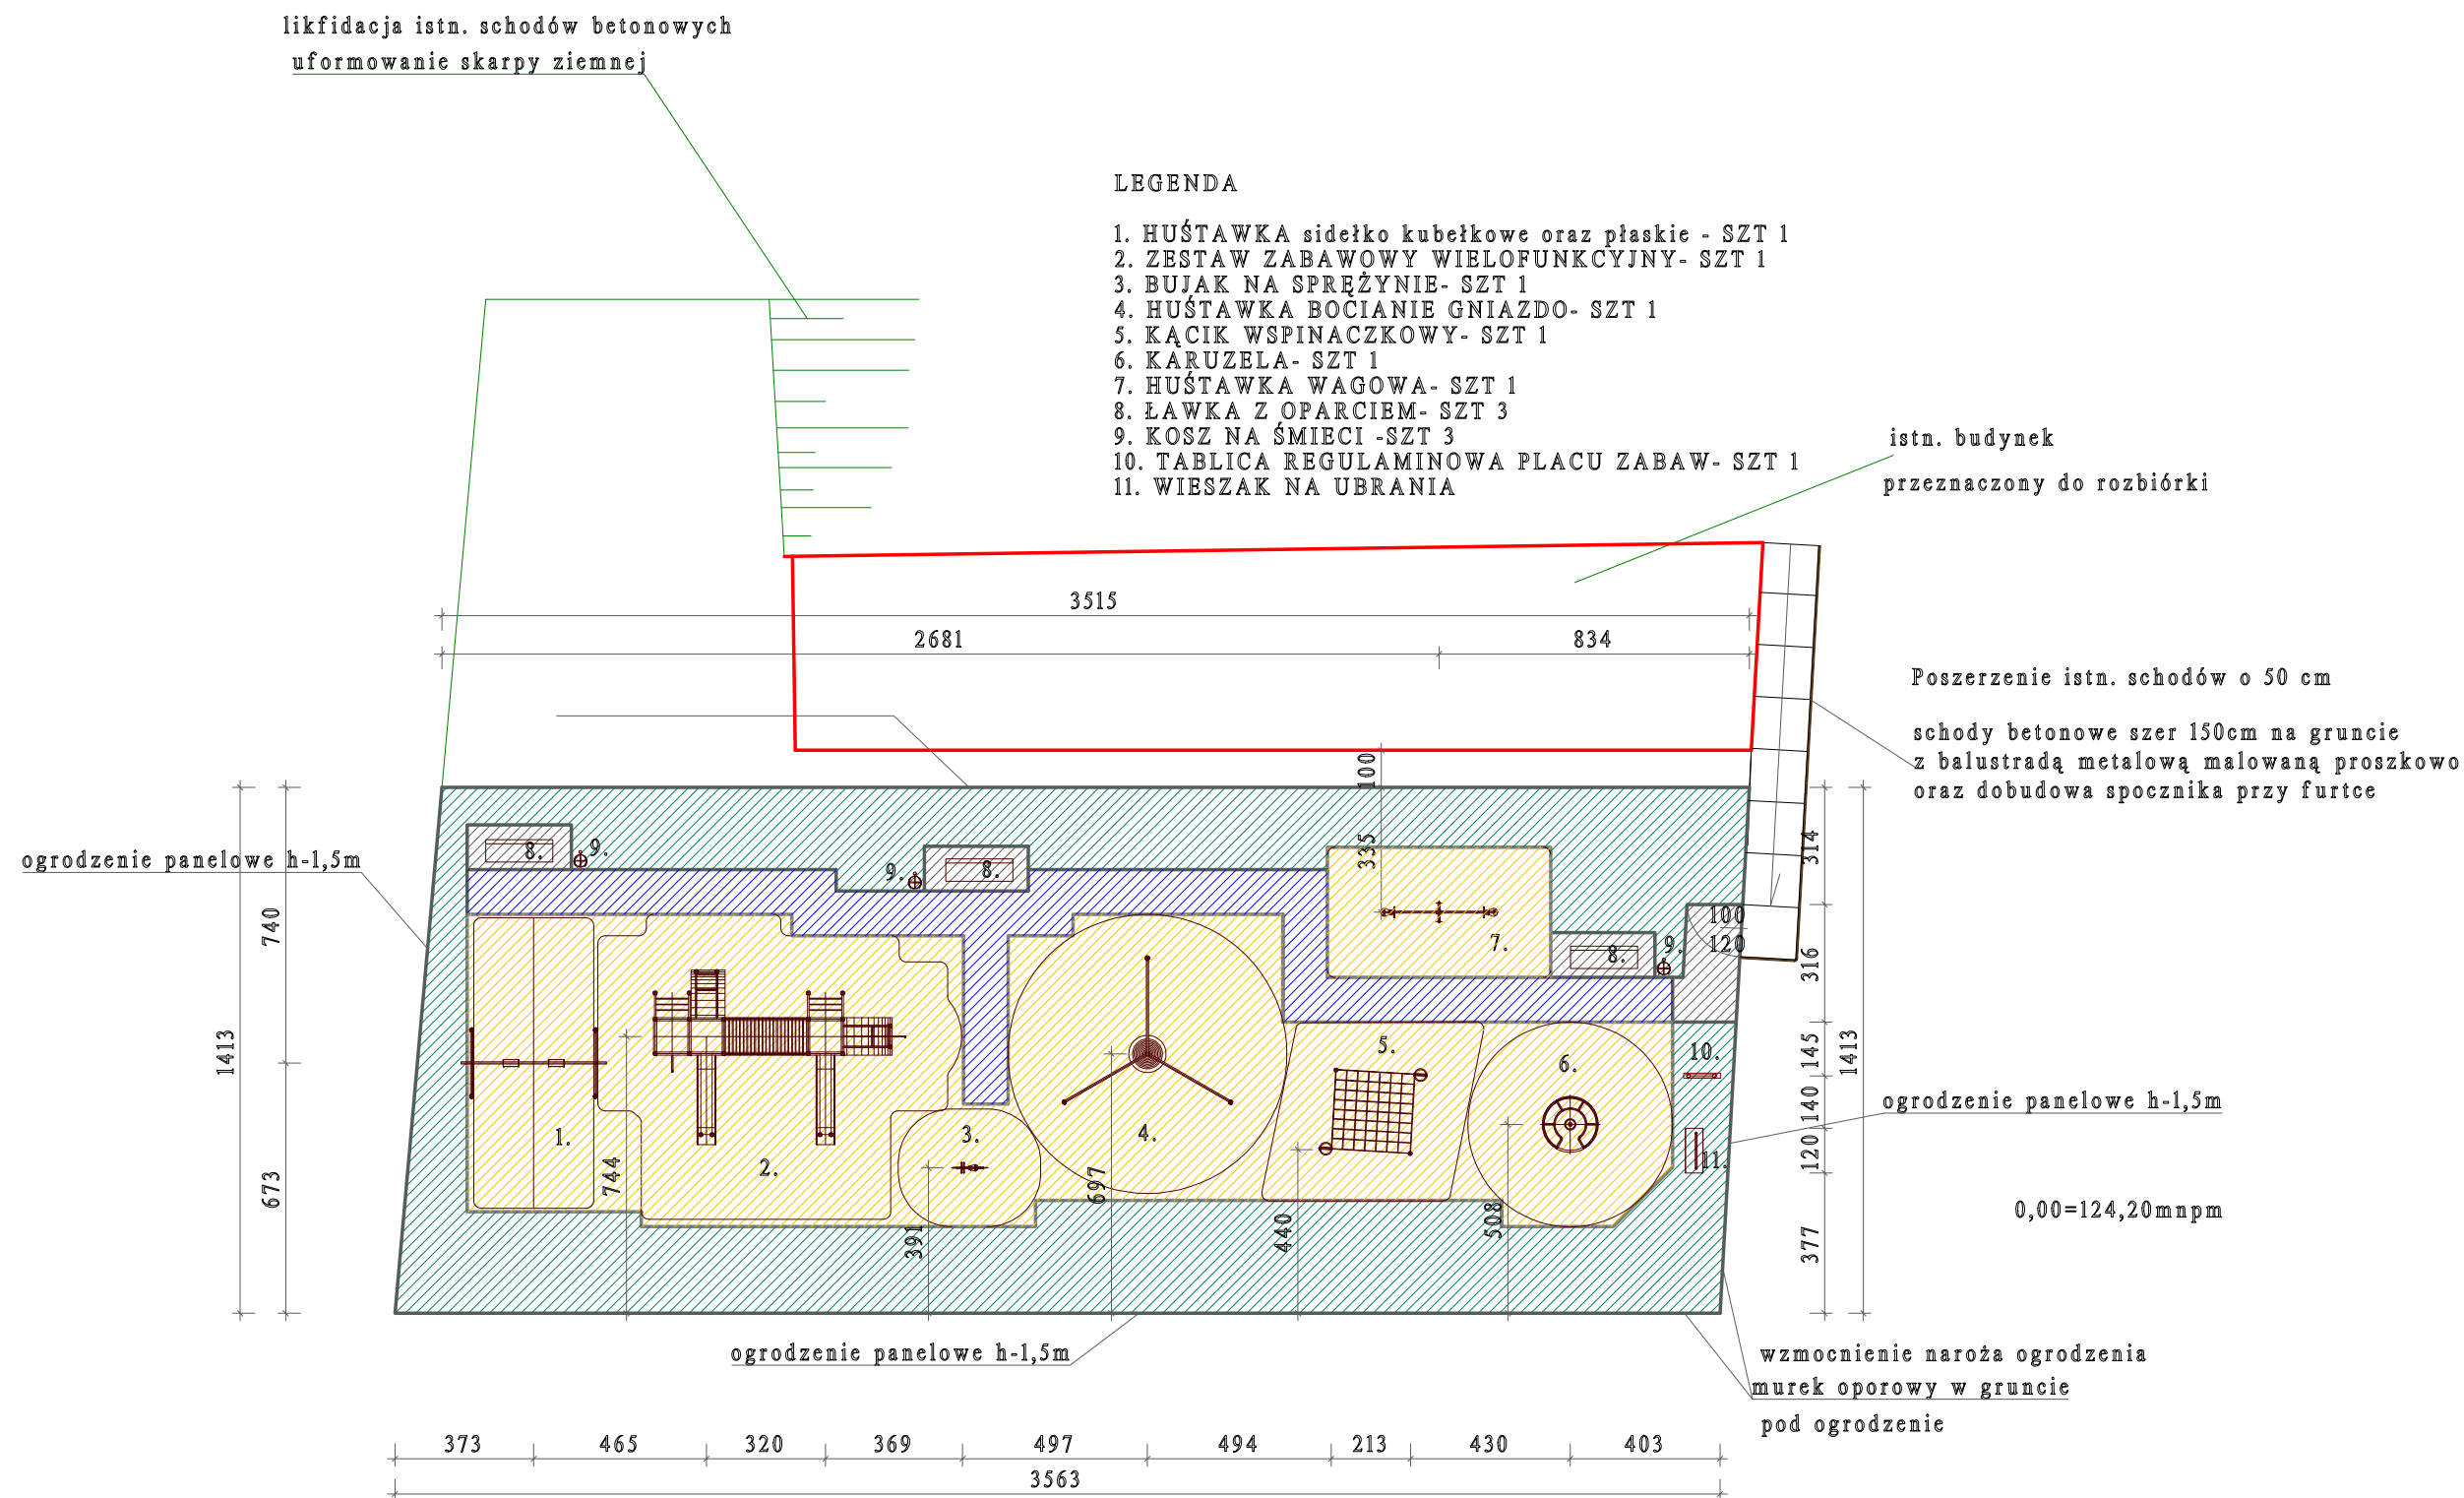 likfidacja istn. schodów betonowych
uformowanie skarpy ziemnej
LEGENDA
1. HUŚTAWKA sidełko kubełkowe oraz płaskie - SZT 1
2. ZESTAW ZABAWOWY WIELOFUNKCYJNY- SZT 1
3. BUJAK NA SPRĘŻYNIE- SZT 1
4. HUŚTAWKA BOCIANIE GNIAZDO- SZT 1
5. KĄCIK WSPINACZKOWY- SZT 1
6. KARUZELA- SZT 1
7. HUŚTAWKA WAGOWA- SZT 1
8. ŁAWKA Z OPARCIEM- SZT 3
9. KOSZ NA ŚMIECI -SZT 3
10. TABLICA REGULAMINOWA PLACU ZABAW- SZT 1
11. WIESZAK NA UBRANIA
istn. budynek
przeznaczony do rozbiórki
3515
2681
834
Poszerzenie istn. schodów o 50 cm
schody betonowe szer 150cm na gruncie
z balustradą metalową malowaną proszkowo
oraz dobudowa spocznika przy furtce
100
335
314
ogrodzenie panelowe h-1,5m
8.
9.
9.
8.
7.
8.
9.
100
120
740
316
1413
673
1.
744
2.
3.
391
4.
697
5.
440
6.
508
10.
11.
145
140
120
377
1413
ogrodzenie panelowe h-1,5m
0,00=124,20mnpm
ogrodzenie panelowe h-1,5m
wzmocnienie naroża ogrodzenia
murek oporowy w gruncie
pod ogrodzenie
373
465
320
369
497
494
213
430
403
3563